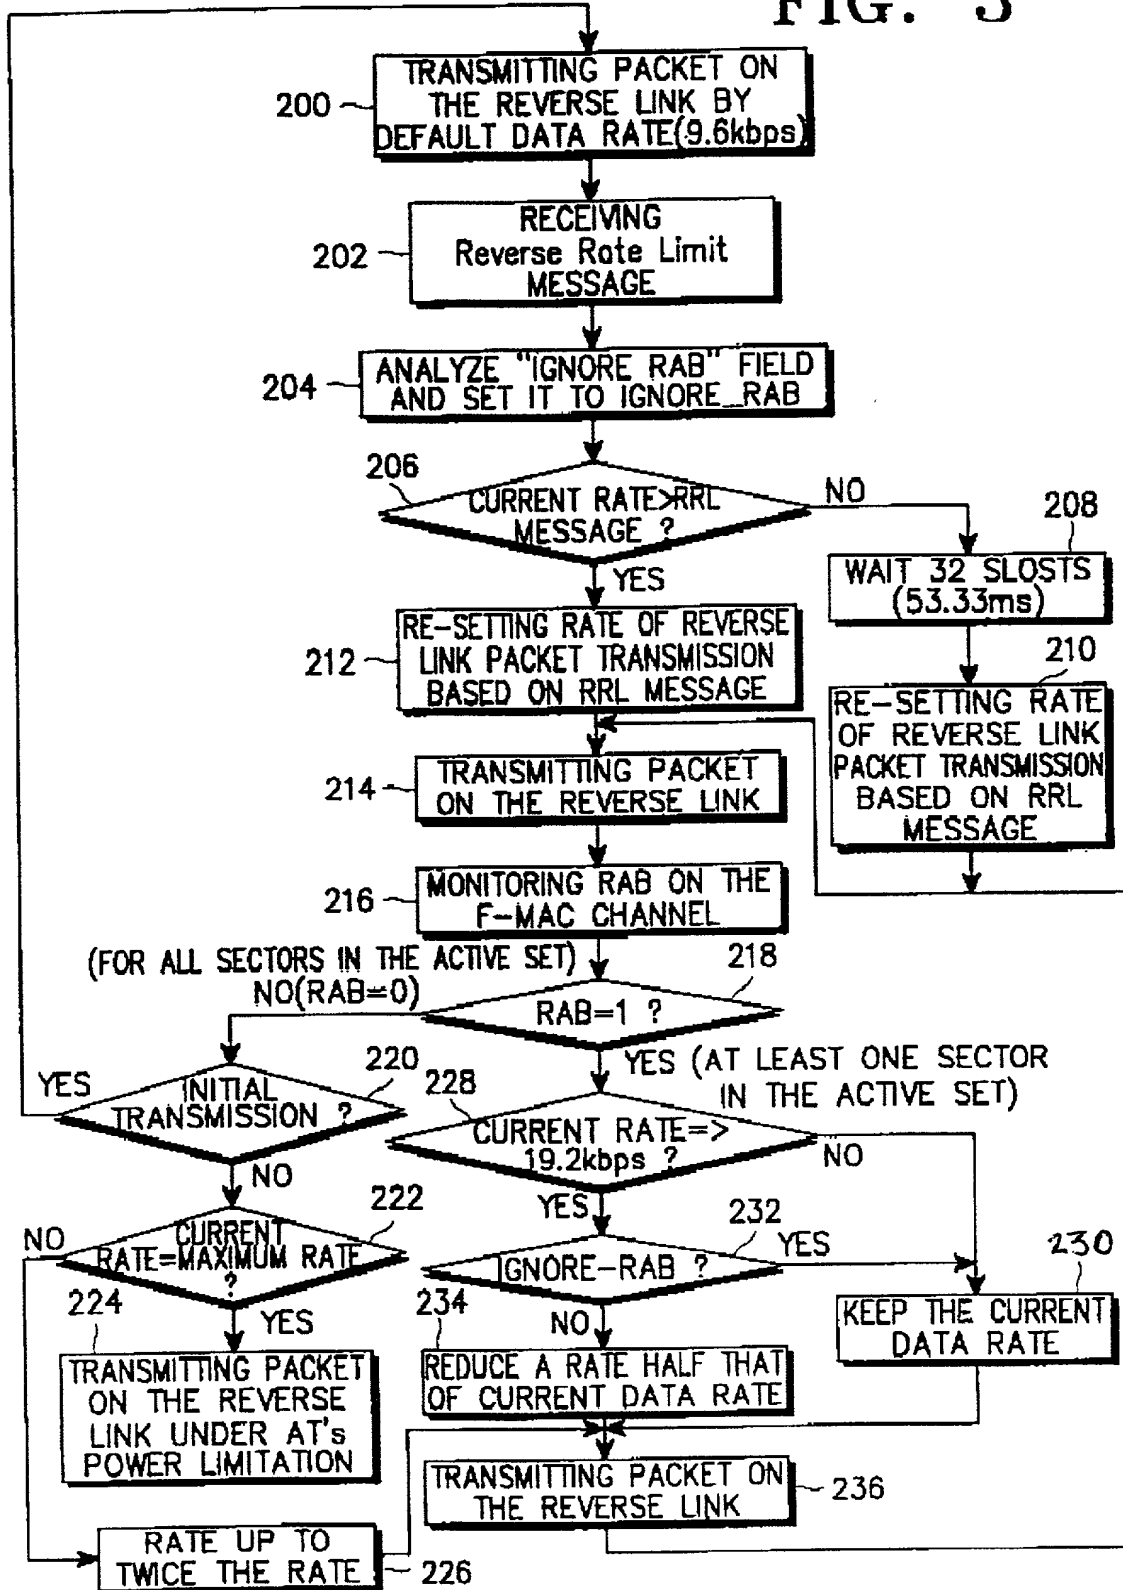 FIG. 3
TRANSMITTING PACKET ON
THE REVERSE LINK BY
DEFAULT DATA RATE(9.6kbps)
200
RECEIVING
Reverse Rate Limit
MESSAGE
202
ANALYZE "IGNORE RAB" FIELD
AND SET IT TO IGNORE_RAB
204
206
CURRENT RATE>RRL
MESSAGE ?
NO
YES
208
WAIT 32 SLOSTS
(53.33ms)
RE-SETTING RATE OF REVERSE
LINK PACKET TRANSMISSION
BASED ON RRL MESSAGE
212
210
RE-SETTING RATE
OF REVERSE LINK
PACKET TRANSMISSION
BASED ON RRL
MESSAGE
TRANSMITTING PACKET
ON THE REVERSE LINK
214
MONITORING RAB ON THE
F-MAC CHANNEL
216
(FOR ALL SECTORS IN THE ACTIVE SET)
NO(RAB=0)
218
RAB=1 ?
YES (AT LEAST ONE SECTOR
IN THE ACTIVE SET)
YES
220
INITIAL
TRANSMISSION ?
NO
228
CURRENT RATE=>
19.2kbps ?
NO
YES
NO
222
CURRENT
RATE=MAXIMUM RATE
?
YES
232
IGNORE-RAB ?
YES
NO
230
KEEP THE CURRENT
DATA RATE
224
TRANSMITTING PACKET
ON THE REVERSE
LINK UNDER AT's
POWER LIMITATION
234
REDUCE A RATE HALF THAT
OF CURRENT DATA RATE
TRANSMITTING PACKET ON
THE REVERSE LINK
236
RATE UP TO
TWICE THE RATE
226